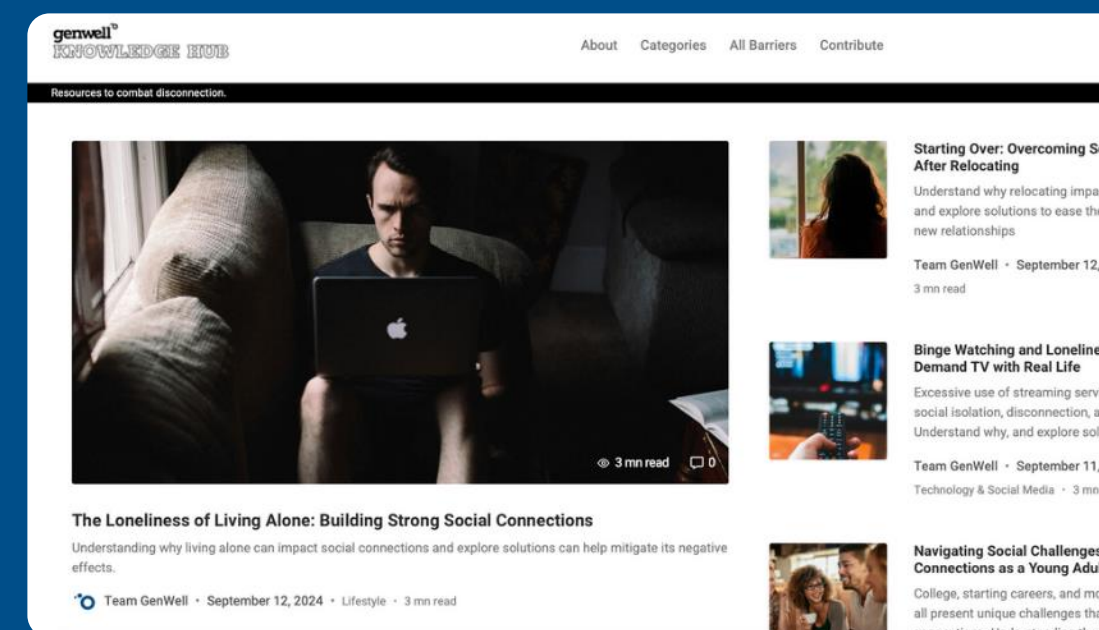 genwell
KNOWLEDGE HUB
About Categories All Barriers Contribute
Resources to combat disconnection.
3 mn read 0
The Loneliness of Living Alone: Building Strong Social Connections
Understanding why living alone can impact social connections and explore solutions can help mitigate its negative
effects.
Team GenWell • September 12, 2024 • Lifestyle • 3 mn read
Starting Over: Overcoming
After Relocating
Understand why relocating
and explore solutions to ease
new relationships
Team GenWell • September 12,
3 mn read
Binge Watching and
Demand TV with Real Life
Excessive use of streaming
social isolation, disconnection,
Understand why, and explore
Team GenWell • September 11,
Technology & Social Media • 3 mn
Navigating Social Challenges
Connections as a Young
College, starting careers, and
all present unique challenges